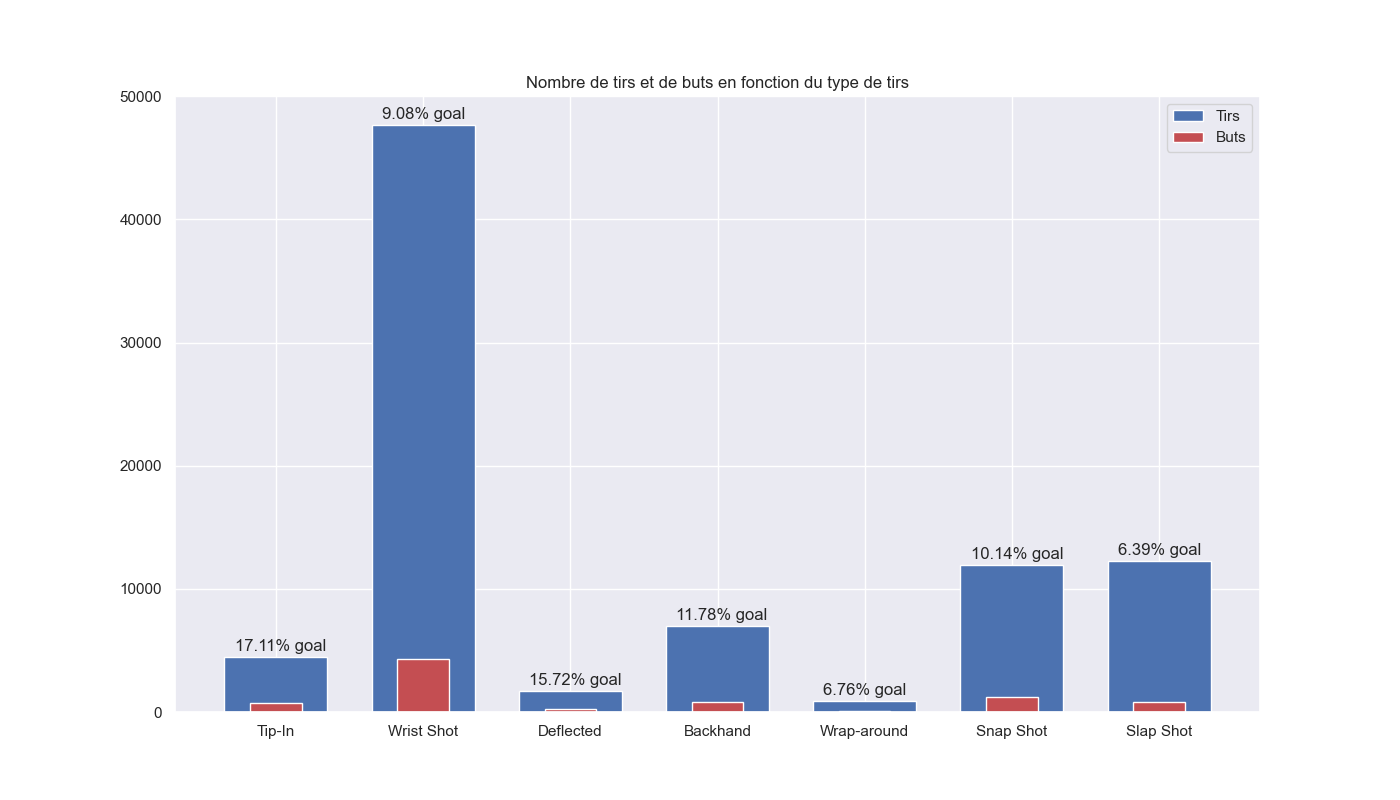 Nombre de tirs et de buts en fonction du type de tirs
50000
40000
30000
20000
10000
0
9.08% goal
Tirs
Buts
10.14% goal
6.39% goal
11.78% goal
17.11% goal
15.72% goal
6.76% goal
Tip-In
Wrist Shot
Deflected
Backhand
Wrap-around
Snap Shot
Slap Shot